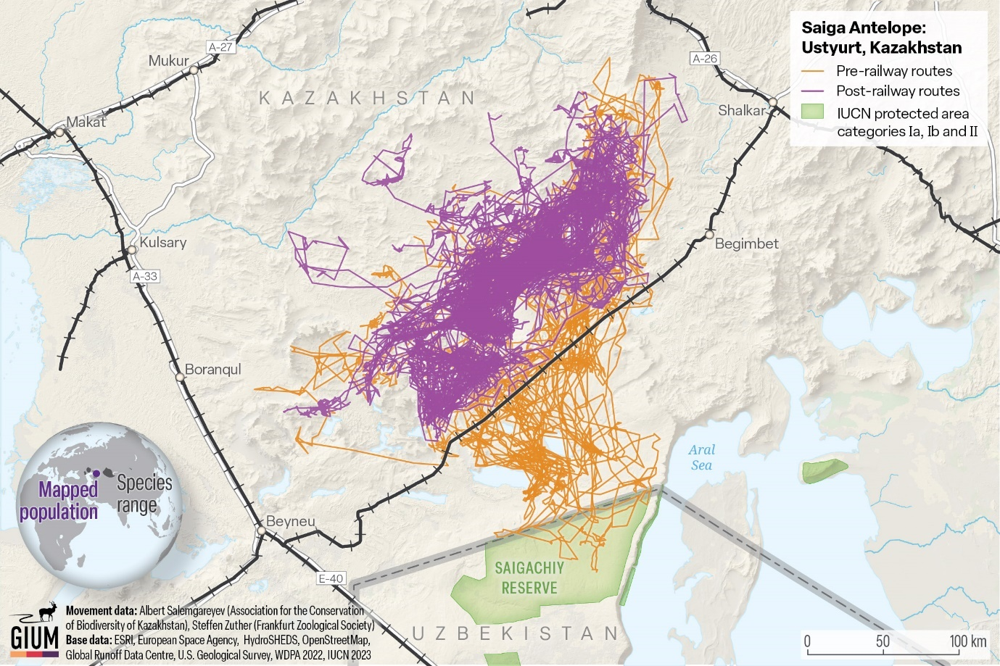 Saiga Antelope:
Ustyurt, Kazakhstan
Pre-railway routes
Post-railway routes
IUCN protected area
categories Ia, Ib and II
A-27
Mukur
A-26
KAZAKHSTAN
Shalkar
Makat
Kulsary
Begimbet
A-33
Boranqul
Aral
Sea
Mapped
population
Species
range
Beyneu
SAIGACHIY
RESERVE
E-40
UZBEKISTAN
GIUM
Movement data: Albert Salemgareyev (Association for the Conservation
of Biodiversity of Kazakhstan), Steffen Zuther (Frankfurt Zoological Society)
Base data: ESRI, European Space Agency, HydroSHEDS, OpenStreetMap,
Global Runoff Data Centre, U.S. Geological Survey, WDPA 2022, IUCN 2023
0 50 100 km